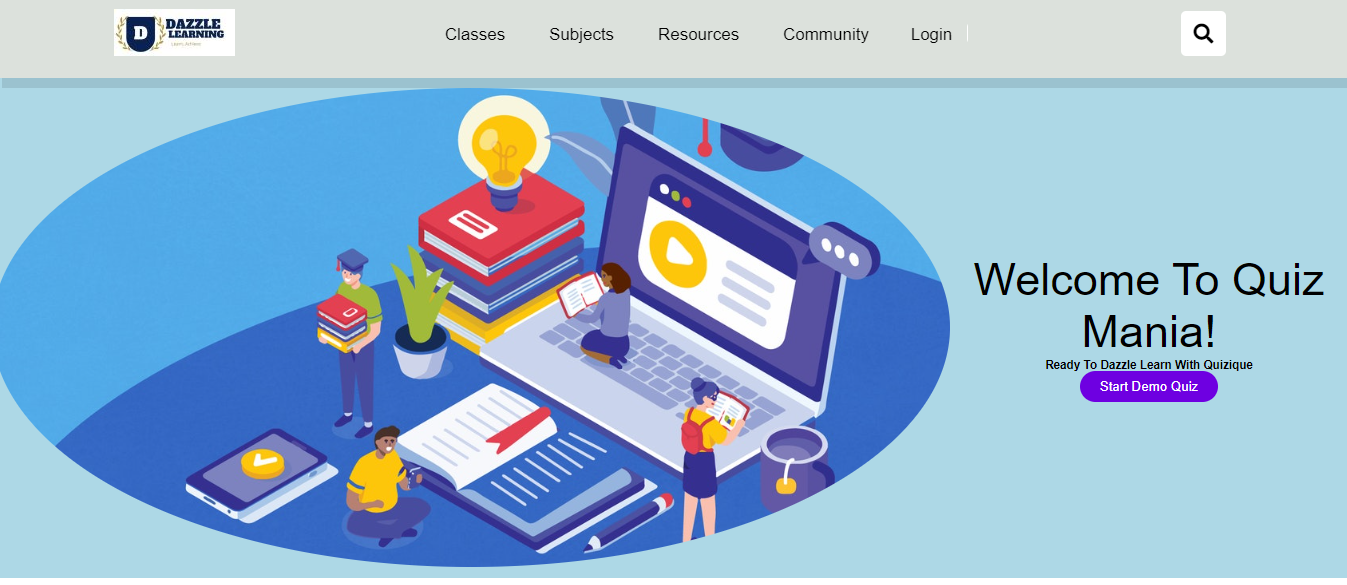 D
DAZZLE
LEARNING
Learn, Achieve
Classes Subjects Resources Community Login
Welcome To Quiz
Mania!
Ready To Dazzle Learn With Quizique
Start Demo Quiz